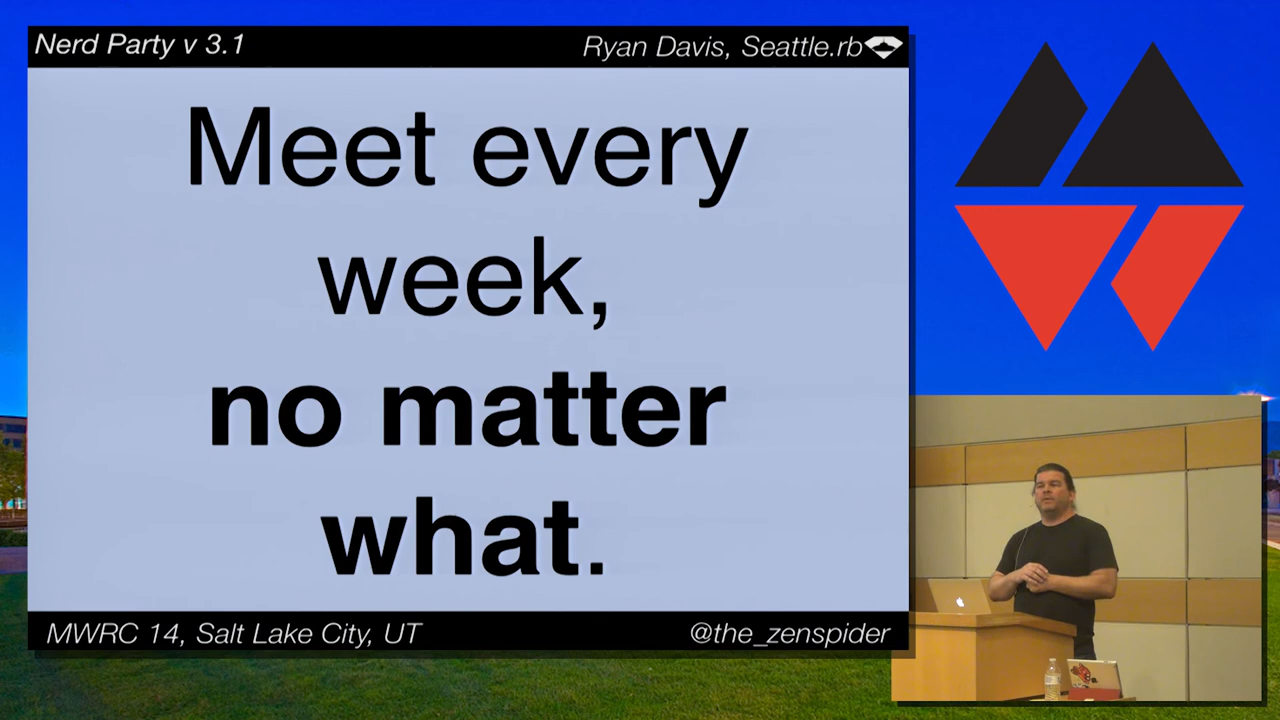 Nerd Party v 3.1
Ryan Davis, Seattle.rb
Meet every
week,
no matter
what.
MWRC 14, Salt Lake City, UT
@the_zenspider